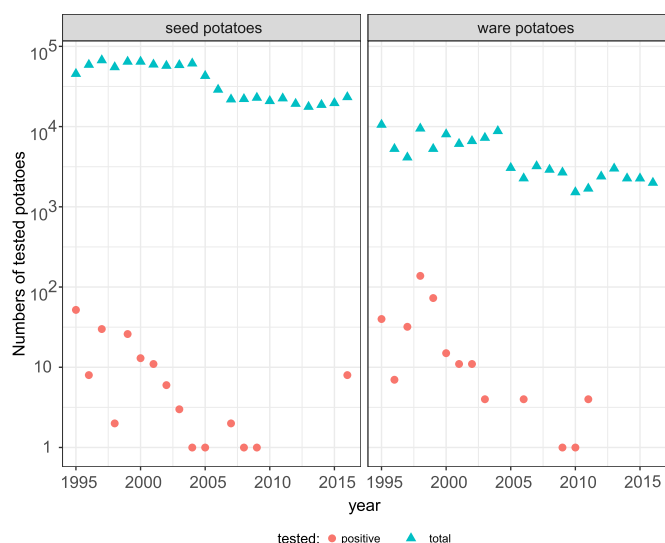 seed potatoes
ware potatoes
Numbers of tested potatoes
10^5
10^4
10^3
10^2
10
1
1995 2000 2005 2010 2015
1995 2000 2005 2010 2015
year
tested: positive total